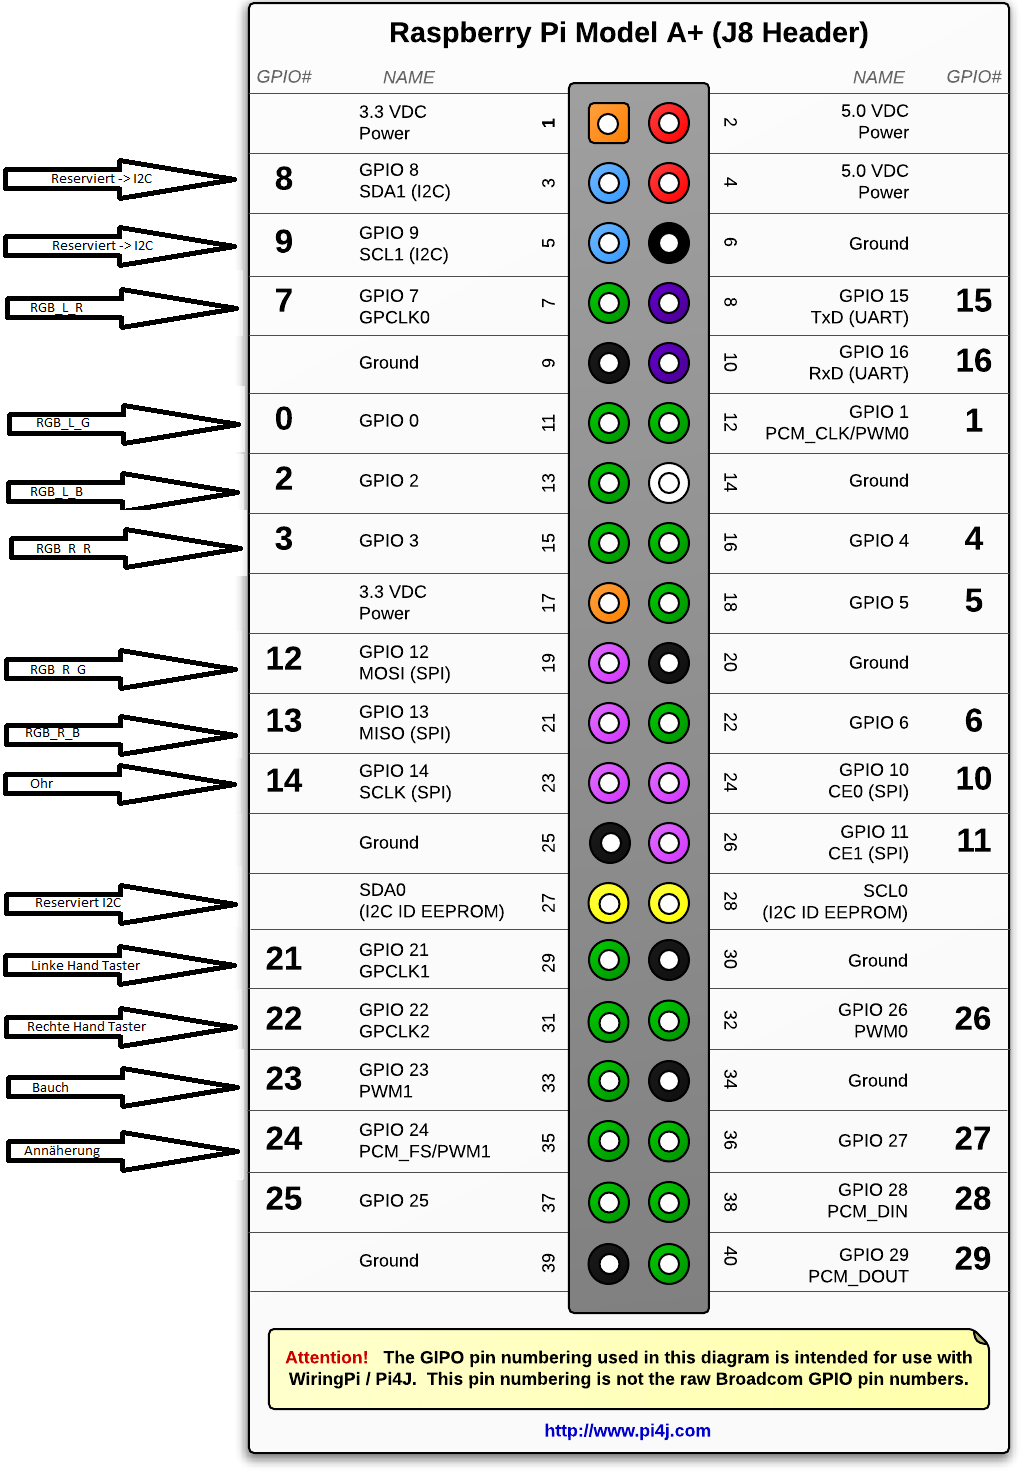 Raspberry Pi Model A+ (J8 Header)
GPIO# NAME NAME GPIO#
3.3 VDC
Power 1 2 5.0 VDC
Power
Reserviert -> I2C 8 GPIO 8
SDA1 (I2C) 3 4 5.0 VDC
Power
Reserviert -> I2C 9 GPIO 9
SCL1 (I2C) 5 6 Ground
RGB_L_R 7 GPIO 7
GPCLK0 7 8 GPIO 15
TxD (UART) 15
Ground 9 10 GPIO 16
RxD (UART) 16
RGB_L_G 0 GPIO 0 11 12 GPIO 1
PCM_CLK/PWM0 1
RGB_L_B 2 GPIO 2 13 14 Ground
RGB_R_R 3 GPIO 3 15 16 GPIO 4 4
3.3 VDC
Power 17 18 GPIO 5 5
RGB_R_G 12 GPIO 12
MOSI (SPI) 19 20 Ground
RGB_R_B 13 GPIO 13
MISO (SPI) 21 22 GPIO 6 6
Ohr 14 GPIO 14
SCLK (SPI) 23 24 GPIO 10
CE0 (SPI) 10
Ground 25 26 GPIO 11
CE1 (SPI) 11
Reserviert I2C SDA0
(I2C ID EEPROM) 27 28 SCL0
(I2C ID EEPROM)
Linke Hand Taster 21 GPIO 21
GPCLK1 29 30 Ground
Rechte Hand Taster 22 GPIO 22
GPCLK2 31 32 GPIO 26
PWM0 26
Bauch 23 GPIO 23
PWM1 33 34 Ground
Annäherung 24 GPIO 24
PCM_FS/PWM1 35 36 GPIO 27 27
25 GPIO 25 37 38 GPIO 28
PCM_DIN 28
Ground 39 40 GPIO 29
PCM_DOUT 29
Attention! The GIPO pin numbering used in this diagram is intended for use with
WiringPi / Pi4J. This pin numbering is not the raw Broadcom GPIO pin numbers.
http://www.pi4j.com